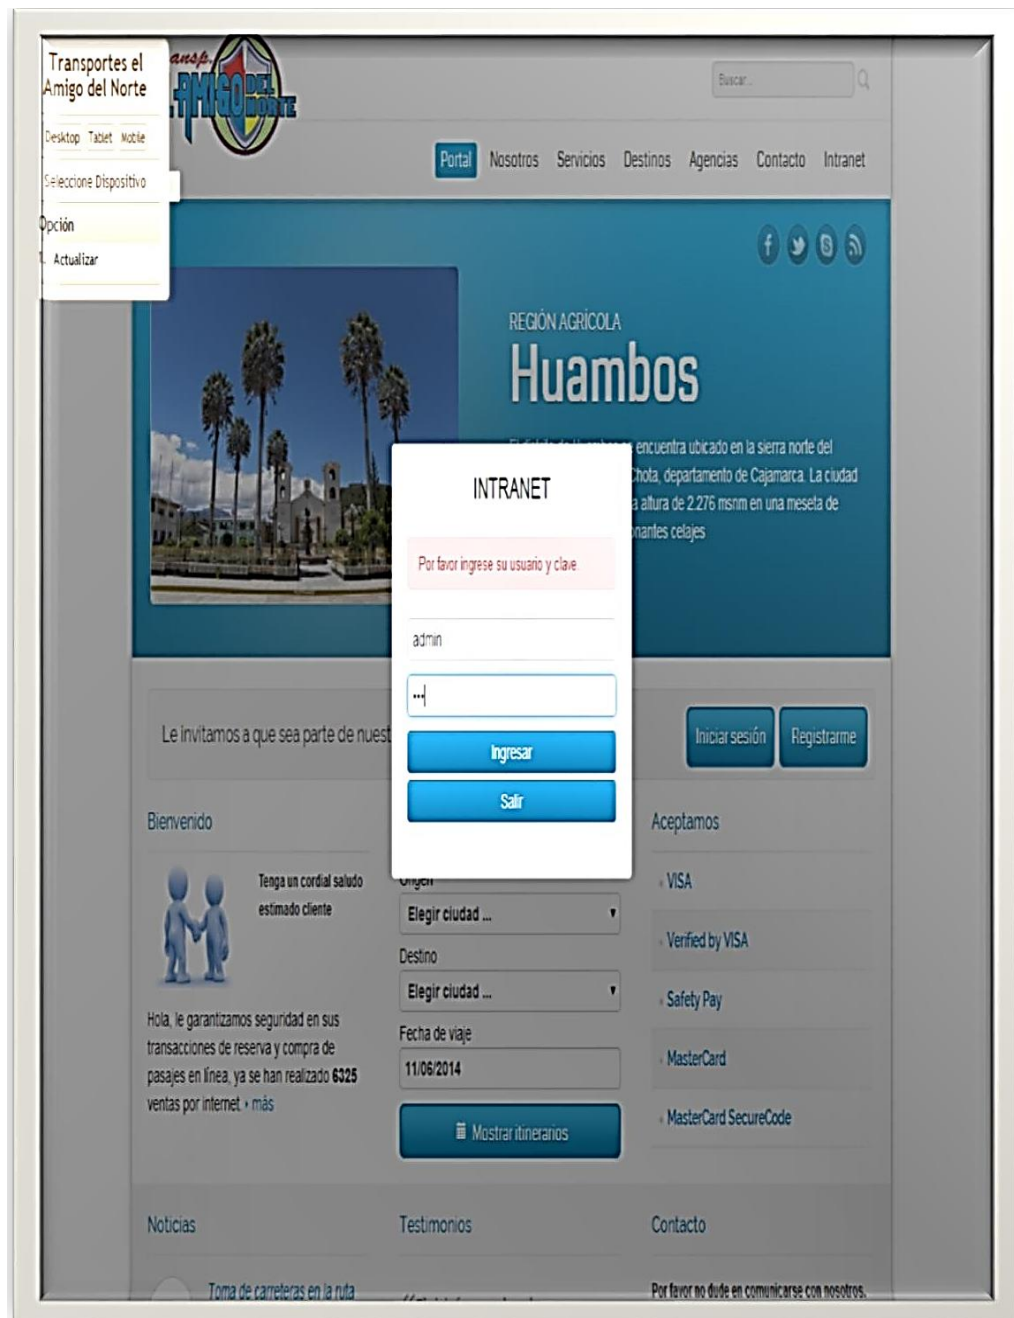 Transportes el
Amigo del Norte
Desktop Tablet Mobile
Seleccione Dispositivo
Opción
Actualizar
ansp.
AMIGO DEL
NORTE
Buscar...
Portal Nosotros Servicios Destinos Agencias Contacto Intranet
REGIÓN AGRÍCOLA
Huambos
encuentra ubicado en la sierra norte del
Chota, departamento de Cajamarca. La ciudad
a altura de 2.276 msnm en una meseta de
onantes celajes
INTRANET
Por favor ingrese su usuario y clave.
admin
•••
Ingresar
Salir
Le invitamos a que sea parte de nuest
Iniciar sesión Registrarme
Bienvenido
Tenga un cordial saludo
estimado cliente
Hola, le garantizamos seguridad en sus
transacciones de reserva y compra de
pasajes en línea, ya se han realizado 6325
ventas por internet. • más
Origen
Elegir ciudad ...
Destino
Elegir ciudad ...
Fecha de viaje
11/06/2014
Mostrar itinerarios
Aceptamos
VISA
Verified by VISA
Safety Pay
MasterCard
MasterCard SecureCode
Noticias
Toma de carreteras en la ruta
Testimonios
Contacto
Por favor no dude en comunicarse con nosotros.